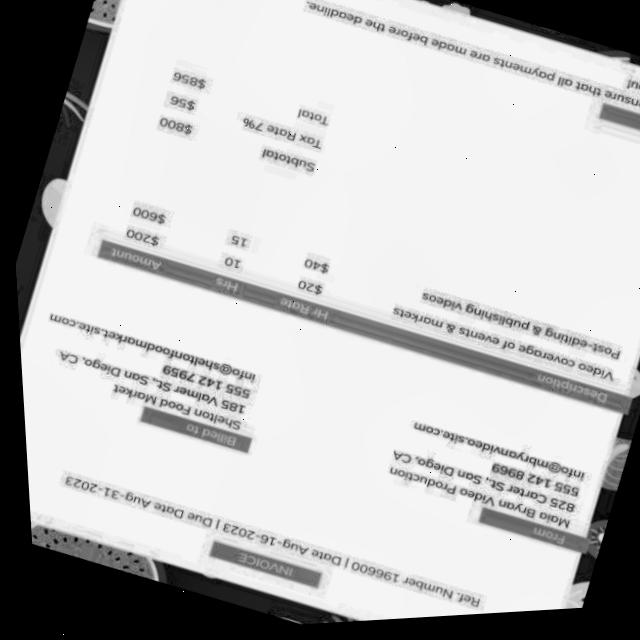 INVOICE
Ref. Number 196600 | Date Aug-16-2023 | Due Date Aug-31-2023
From
Maia Bryan Video Production
825 Carter St., San Diego, CA
555 142 8969
info@mbryanvideo.site.com
Billed to
Shelton Food Market
185 Valmer St., San Diego, CA
555 142 7959
info@sheltonfoodmarket.site.com
Description Hr Rate Hrs Amount
Video coverage of events & markets $20 10 $200
Post-editing & publishing videos $40 15 $600
Subtotal $800
Tax Rate 7% $56
Total $856
ensure that all payments are made before the deadline.